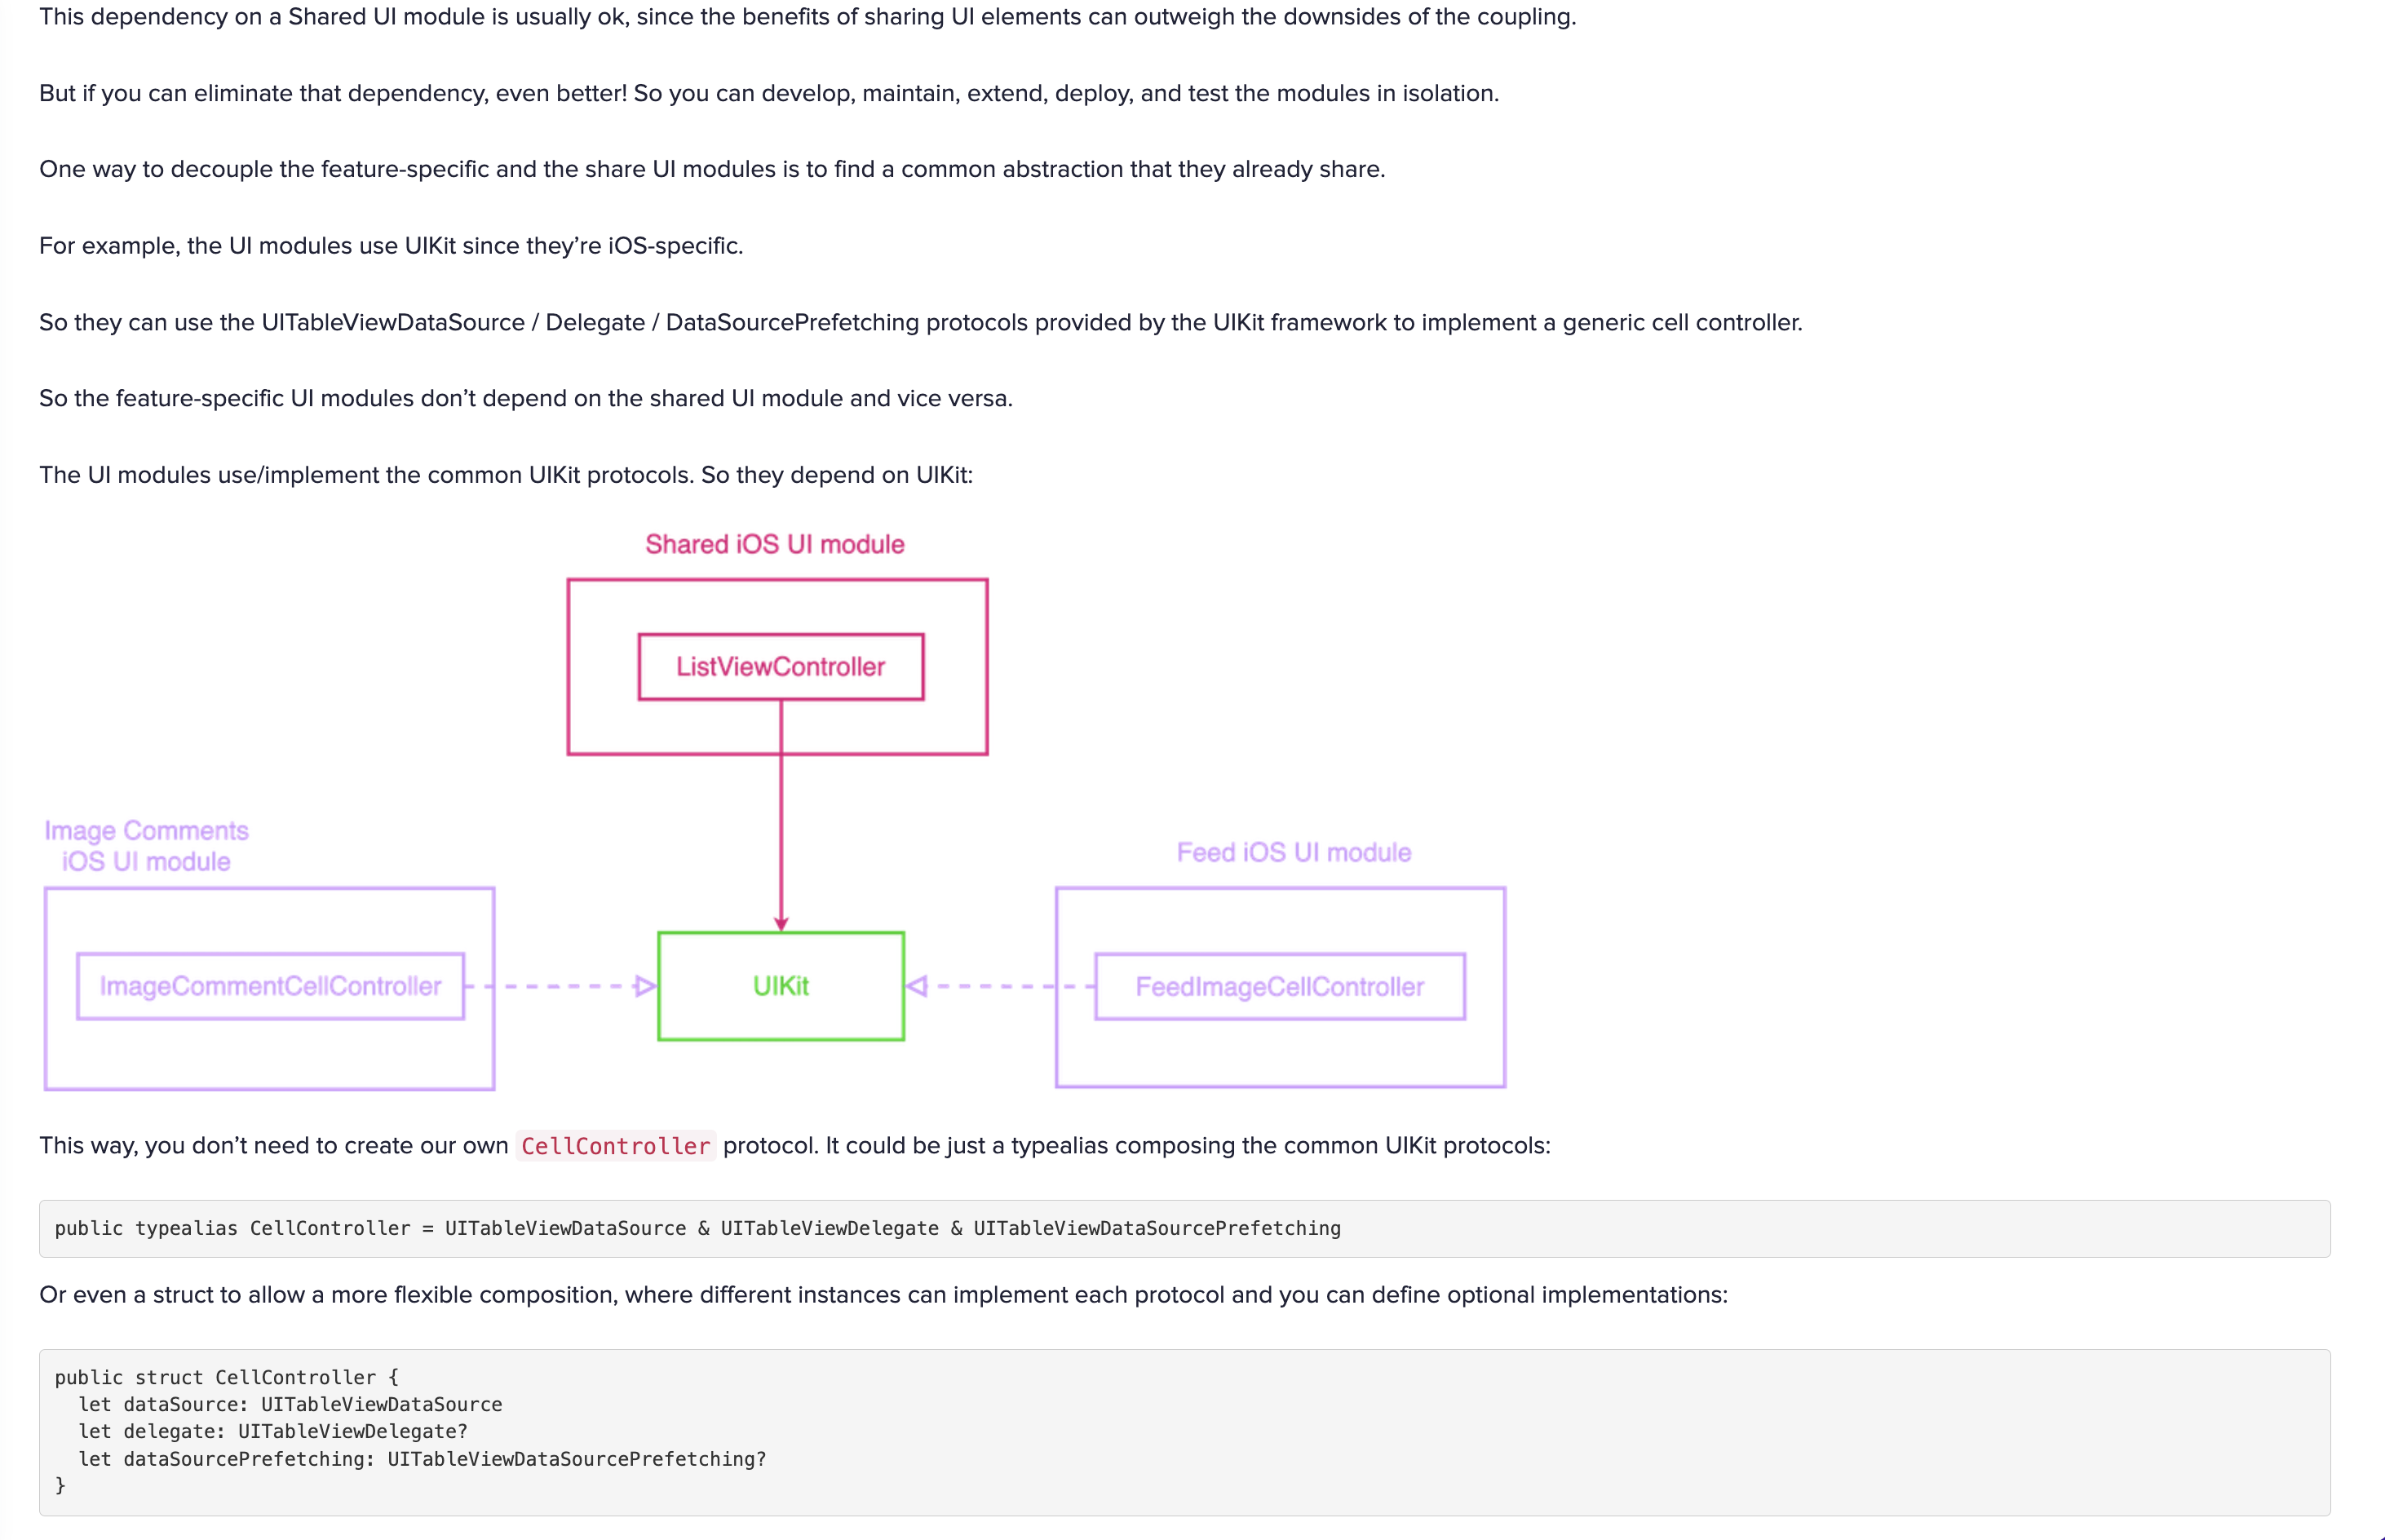 This dependency on a Shared UI module is usually ok, since the benefits of sharing UI elements can outweigh the downsides of the coupling.
But if you can eliminate that dependency, even better! So you can develop, maintain, extend, deploy, and test the modules in isolation.
One way to decouple the feature-specific and the share UI modules is to find a common abstraction that they already share.
For example, the UI modules use UIKit since they’re iOS-specific.
So they can use the UITableViewDataSource / Delegate / DataSourcePrefetching protocols provided by the UIKit framework to implement a generic cell controller.
So the feature-specific UI modules don’t depend on the shared UI module and vice versa.
The UI modules use/implement the common UIKit protocols. So they depend on UIKit:
Shared iOS UI module
ListViewController
Image Comments
iOS UI module
Feed iOS UI module
ImageCommentCellController
UIKit
FeedImageCellController
This way, you don’t need to create our own CellController protocol. It could be just a typealias composing the common UIKit protocols:
public typealias CellController = UITableViewDataSource & UITableViewDelegate & UITableViewDataSourcePrefetching
Or even a struct to allow a more flexible composition, where different instances can implement each protocol and you can define optional implementations:
public struct CellController {
  let dataSource: UITableViewDataSource
  let delegate: UITableViewDelegate?
  let dataSourcePrefetching: UITableViewDataSourcePrefetching?
}